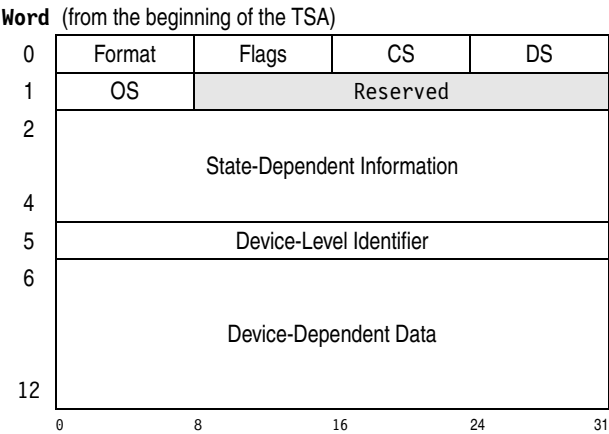 Word (from the beginning of the TSA)
0 Format Flags CS DS
1 OS Reserved
2
State-Dependent Information
4
5 Device-Level Identifier
6
Device-Dependent Data
12
0 8 16 24 31